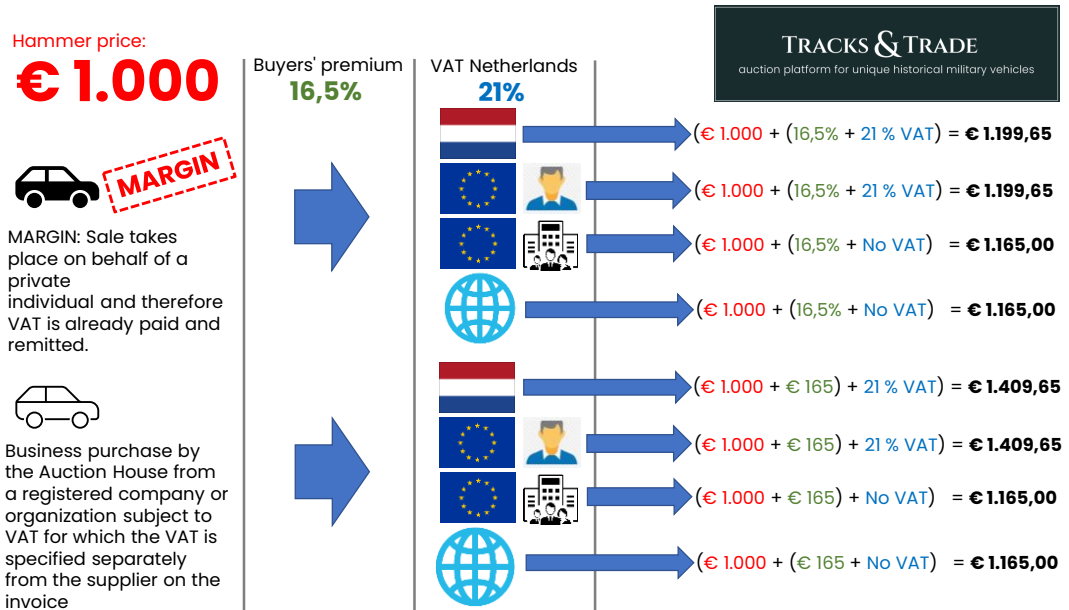 Hammer price:
€ 1.000
Buyers' premium
16,5%
VAT Netherlands
21%
TRACKS & TRADE
auction platform for unique historical military vehicles
MARGIN
MARGIN: Sale takes
place on behalf of a
private
individual and therefore
VAT is already paid and
remitted.
(€ 1.000 + (16,5% + 21 % VAT) = € 1.199,65
(€ 1.000 + (16,5% + 21 % VAT) = € 1.199,65
(€ 1.000 + (16,5% + No VAT) = € 1.165,00
(€ 1.000 + (16,5% + No VAT) = € 1.165,00
Business purchase by
the Auction House from
a registered company or
organization subject to
VAT for which the VAT is
specified separately
from the supplier on the
invoice
(€ 1.000 + € 165) + 21 % VAT) = € 1.409,65
(€ 1.000 + € 165) + 21 % VAT) = € 1.409,65
(€ 1.000 + € 165) + No VAT) = € 1.165,00
(€ 1.000 + (€ 165 + No VAT) = € 1.165,00